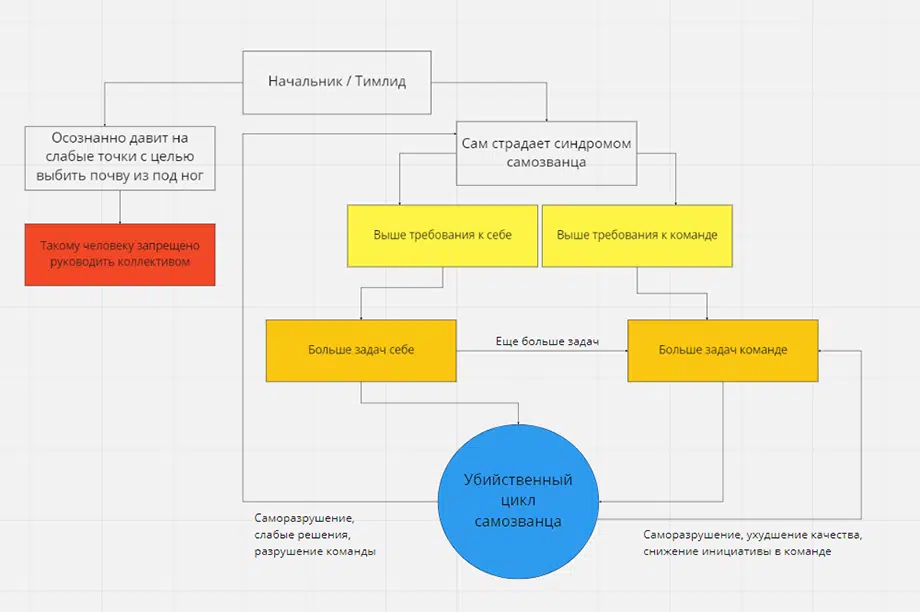 Начальник / Тимлид
Осознанно давит на
слабые точки с целью
выбить почву из под ног
Сам страдает синдромом
самозванца
Такому человеку запрещено
руководить коллективом
Выше требования к себе
Выше требования к команде
Больше задач себе
Еще больше задач
Больше задач команде
Убийственный
цикл
самозванца
Саморазрушение,
слабые решения,
разрушение команды
Саморазрушение, ухудшение качества,
снижение инициативы в команде